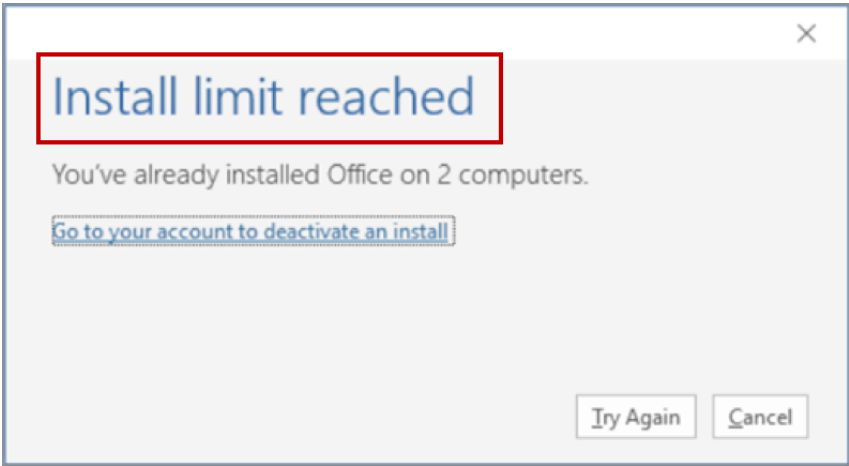 Install limit reached
You've already installed Office on 2 computers.
Go to your account to deactivate an install
Try Again Cancel